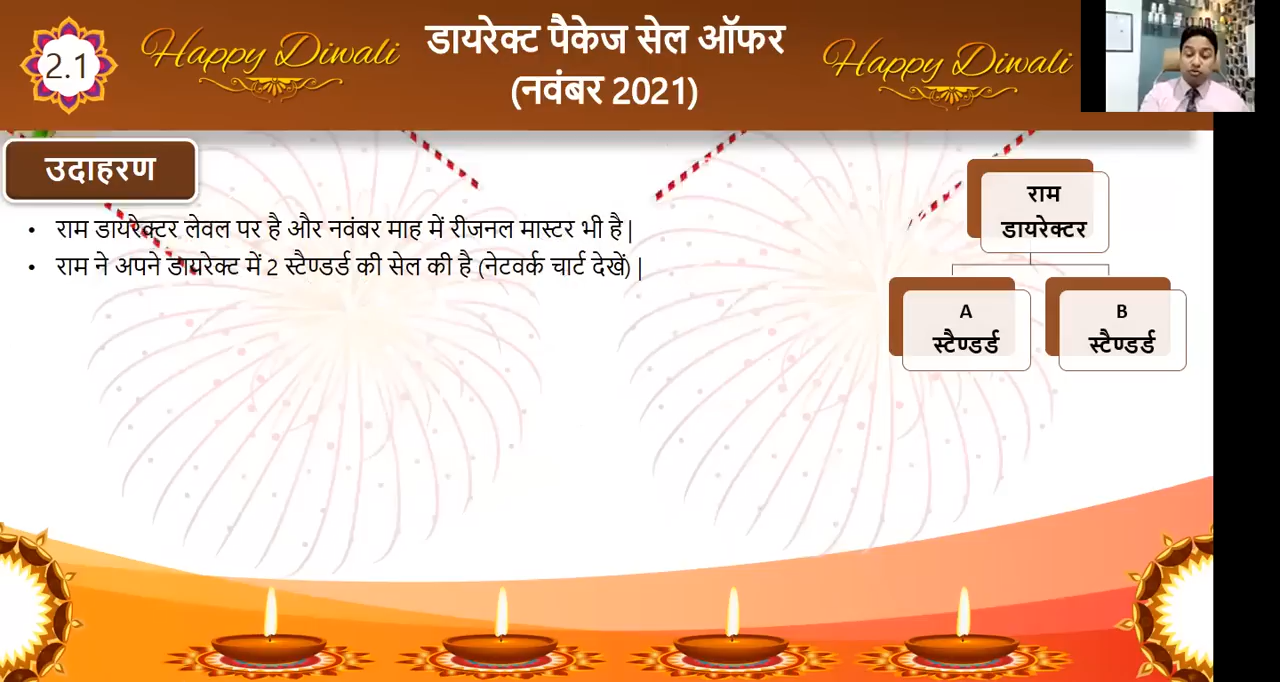 2.1
Happy Diwali
डायरेक्ट पैकेज सेल ऑफर
(नवंबर 2021)
Happy Diwali
उदाहरण
• राम डायरेक्टर लेवल पर है और नवंबर माह में रीजनल मास्टर भी है |
• राम ने अपने डायरेक्ट में 2 स्टैण्डर्ड की सेल की है (नेटवर्क चार्ट देखें) |
राम
डायरेक्टर
A
स्टैण्डर्ड
B
स्टैण्डर्ड